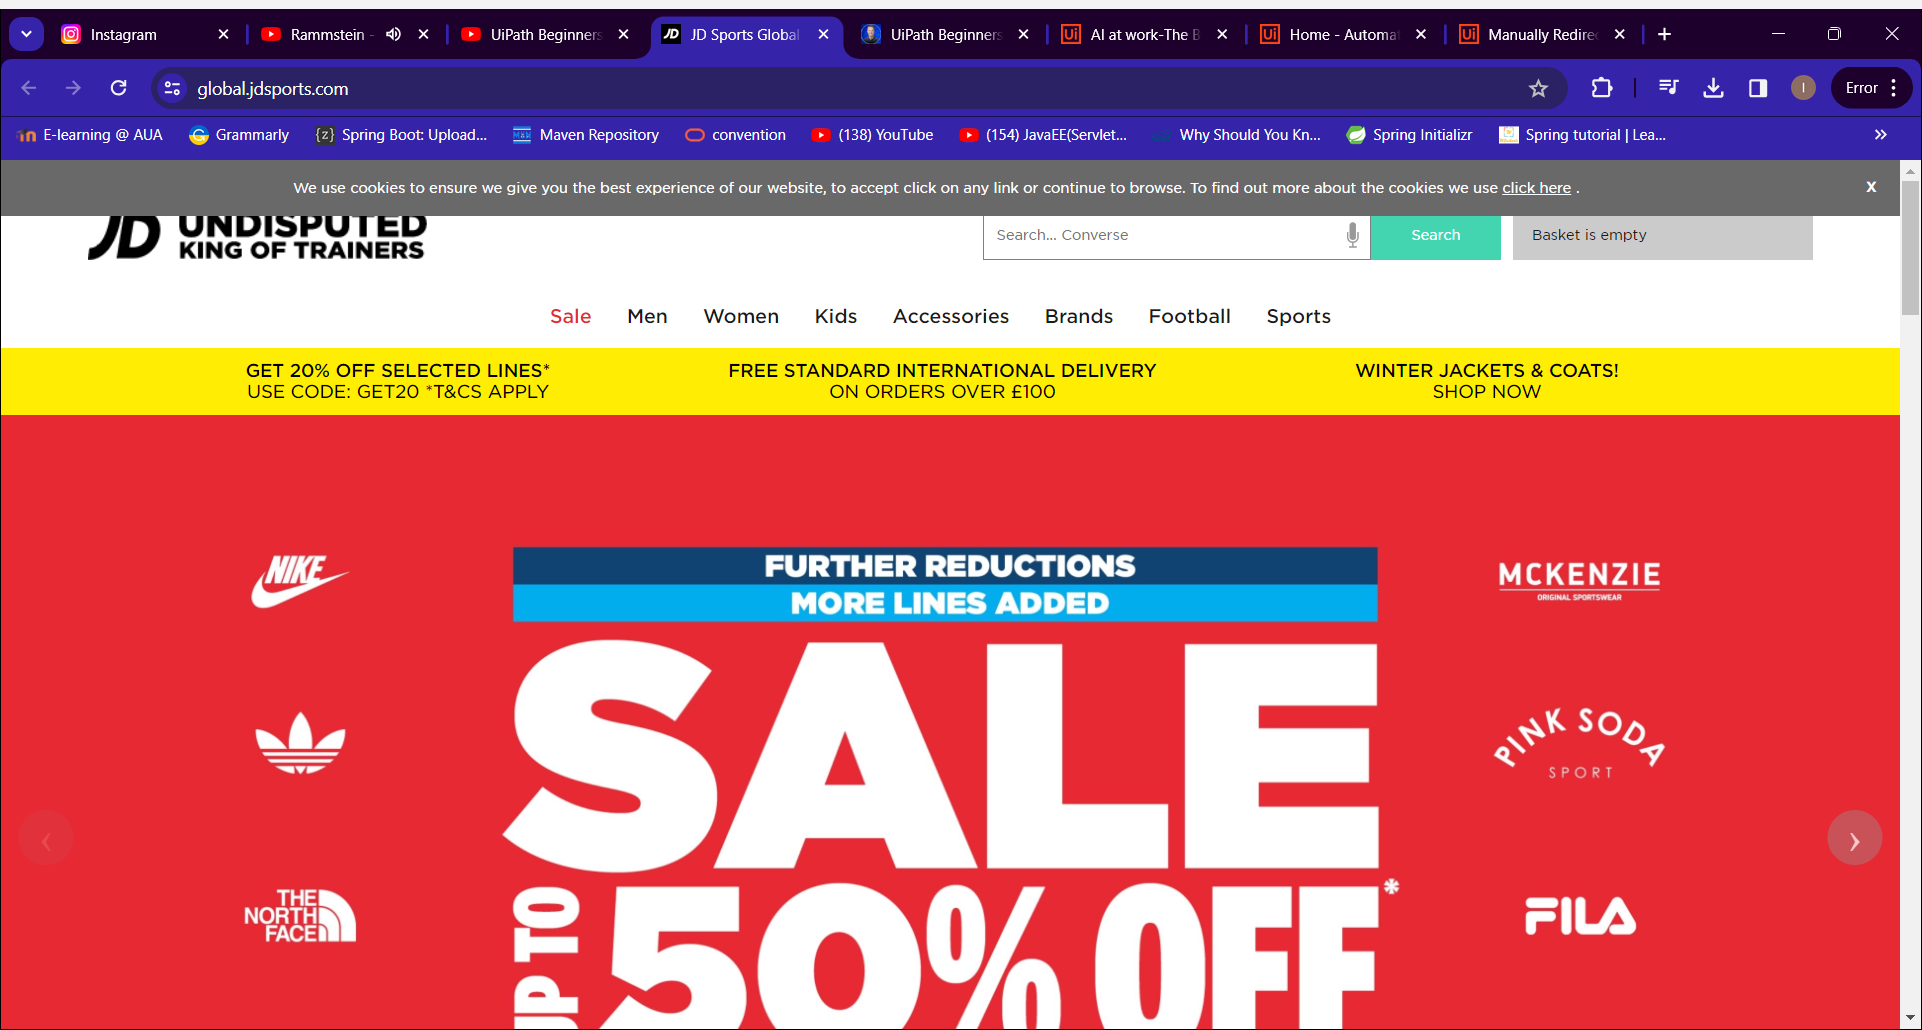 Instagram
Rammstein -
UiPath Beginners
JD Sports Global
UiPath Beginners
AI at work-The B
Home - Automat
Manually Redirec
global.jdsports.com
Error
E-learning @ AUA
Grammarly
Spring Boot: Upload...
Maven Repository
convention
(138) YouTube
(154) JavaEE(Servlet...
Why Should You Kn...
Spring Initializr
Spring tutorial | Lea...
We use cookies to ensure we give you the best experience of our website, to accept click on any link or continue to browse. To find out more about the cookies we use click here .
X
JD UNDISPUTED
KING OF TRAINERS
Search... Converse
Search
Basket is empty
Sale
Men
Women
Kids
Accessories
Brands
Football
Sports
GET 20% OFF SELECTED LINES*
USE CODE: GET20 *T&CS APPLY
FREE STANDARD INTERNATIONAL DELIVERY
ON ORDERS OVER £100
WINTER JACKETS & COATS!
SHOP NOW
FURTHER REDUCTIONS
MORE LINES ADDED
SALE
UP TO
50% OFF*
NIKE
THE
NORTH
FACE
MCKENZIE
ORIGINAL SPORTSWEAR
PINK SODA
SPORT
FILA